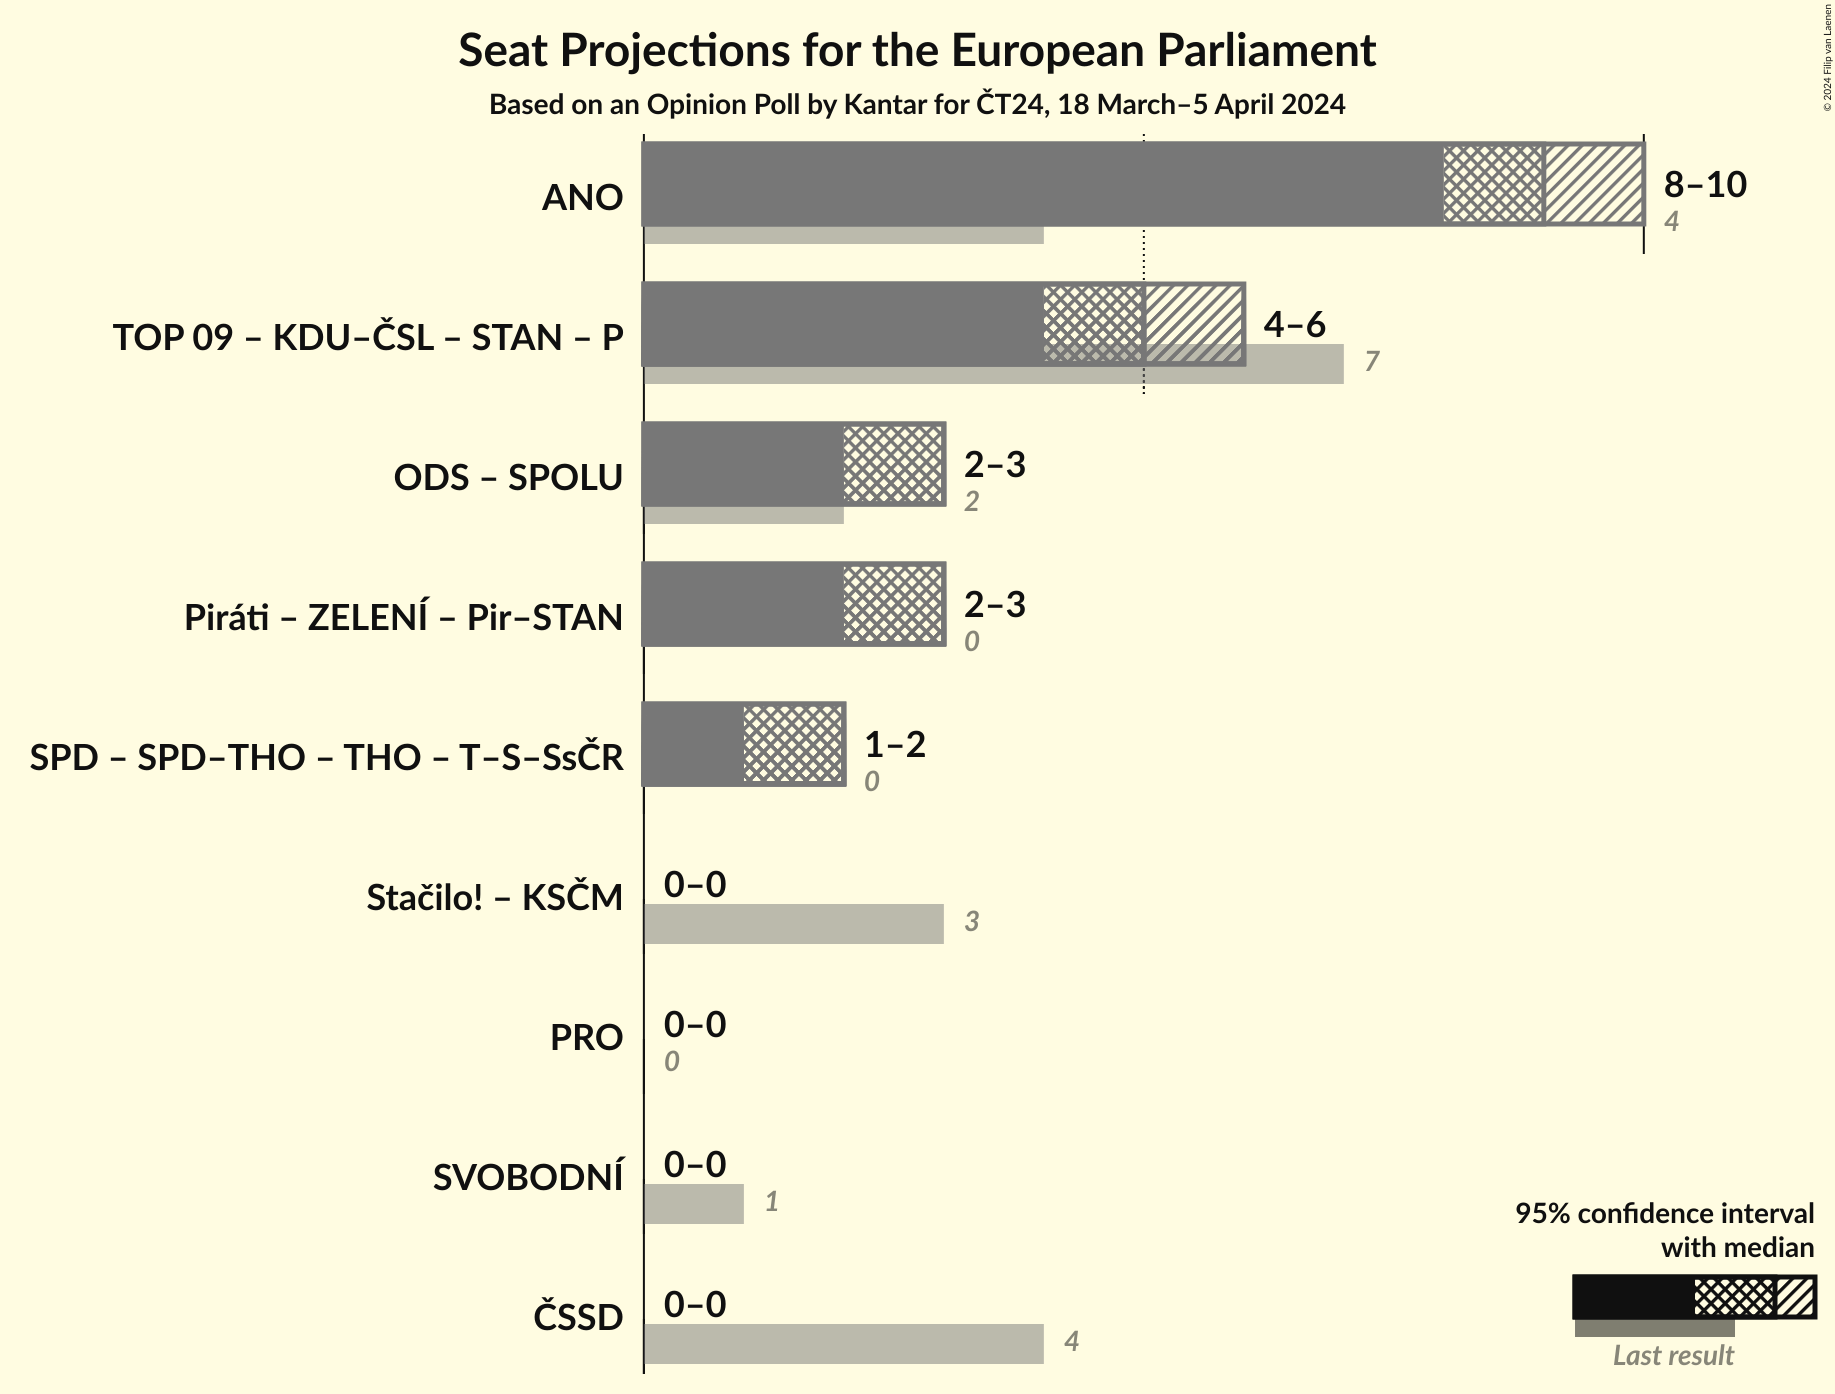 Seat Projections for the European Parliament
Based on an Opinion Poll by Kantar for ČT24, 18 March–5 April 2024
© 2024 Filip van Laenen
ANO
8–10
4
TOP 09 – KDU–ČSL – STAN – P
4–6
7
ODS – SPOLU
2–3
2
Piráti – ZELENÍ – Pir–STAN
2–3
0
SPD – SPD–THO – THO – T–S–SsČR
1–2
0
Stačilo! – KSČM
0–0
3
PRO
0–0
0
SVOBODNÍ
0–0
1
ČSSD
0–0
4
95% confidence interval
with median
Last result